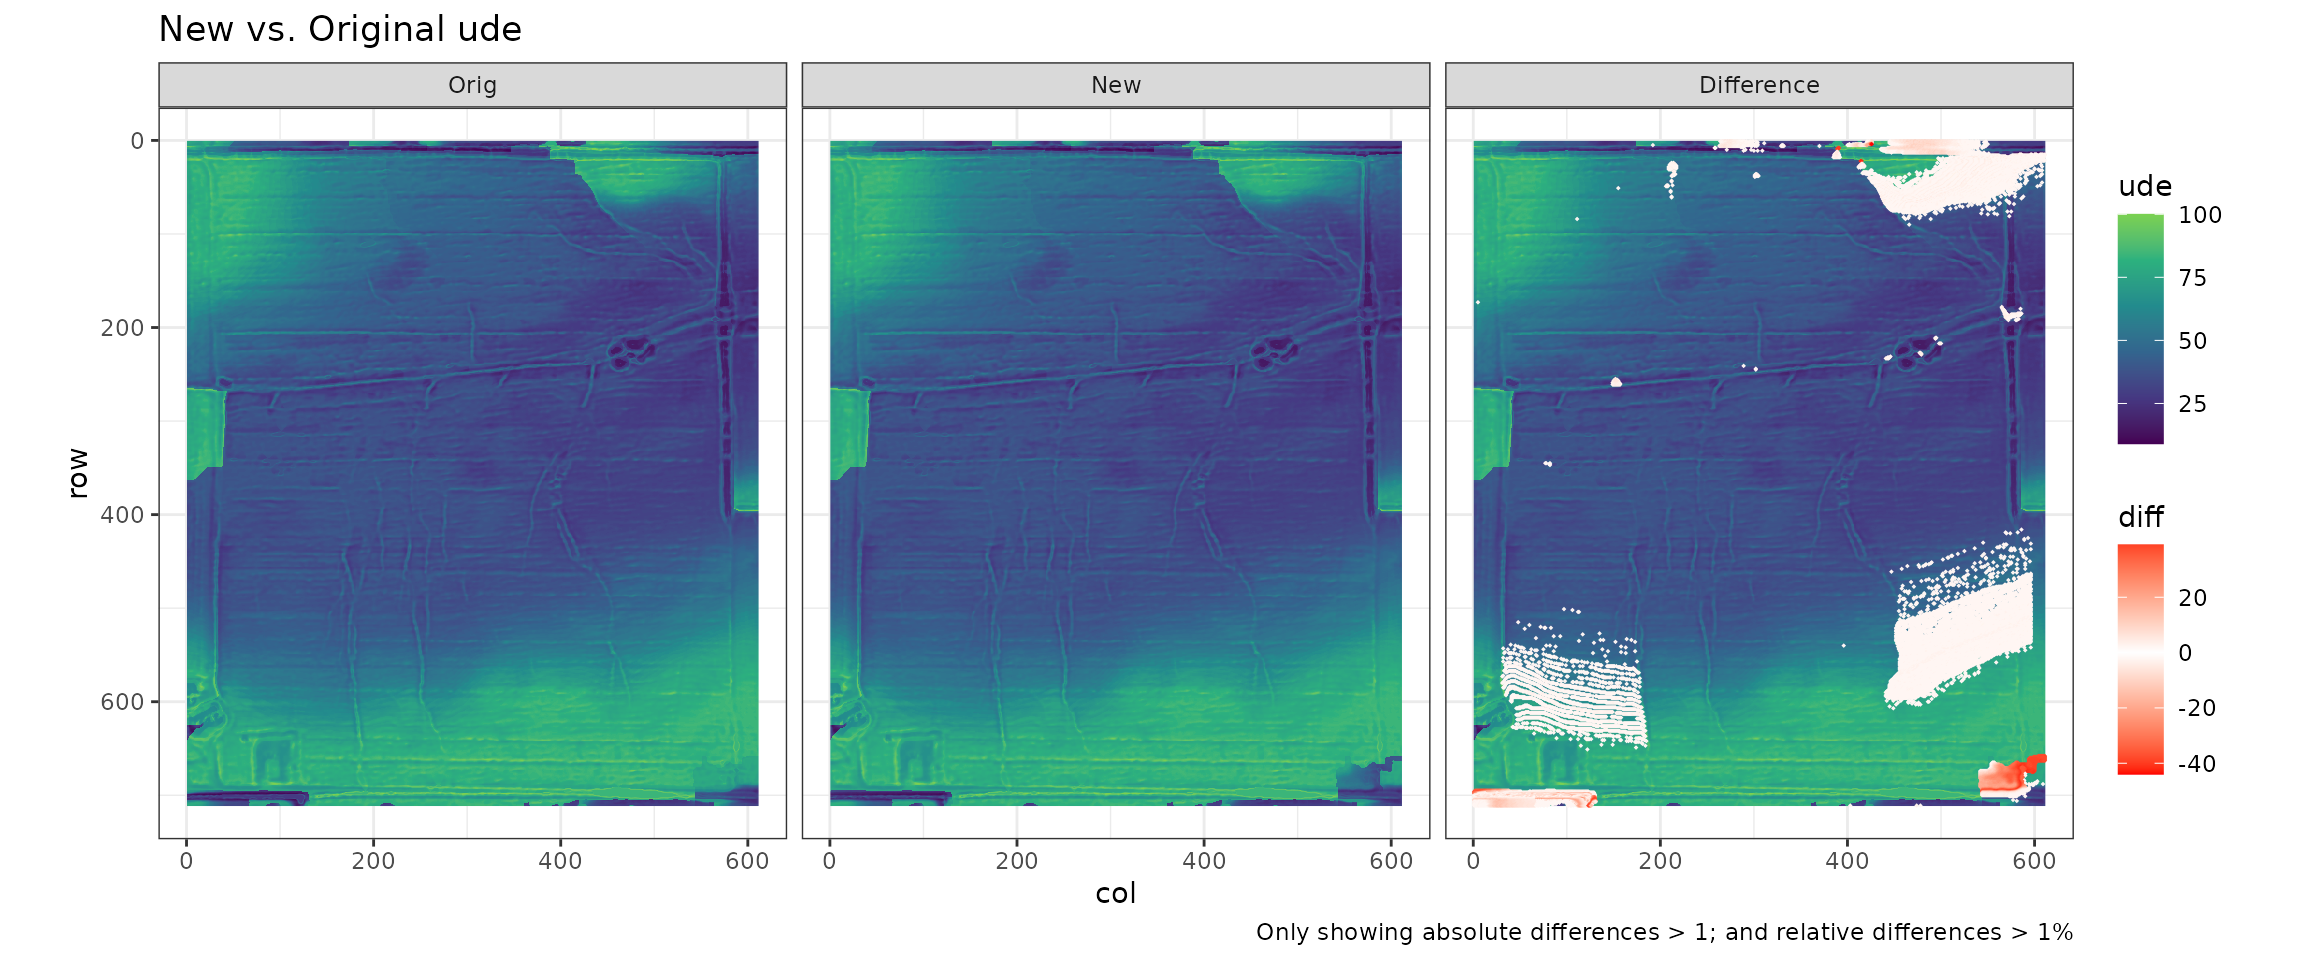 New vs. Original ude
Orig
New
Difference
0
200
400
600
row
0
200
400
600
0
200
400
600
0
200
400
600
col
ude
100
75
50
25
diff
20
0
-20
-40
Only showing absolute differences > 1; and relative differences > 1%